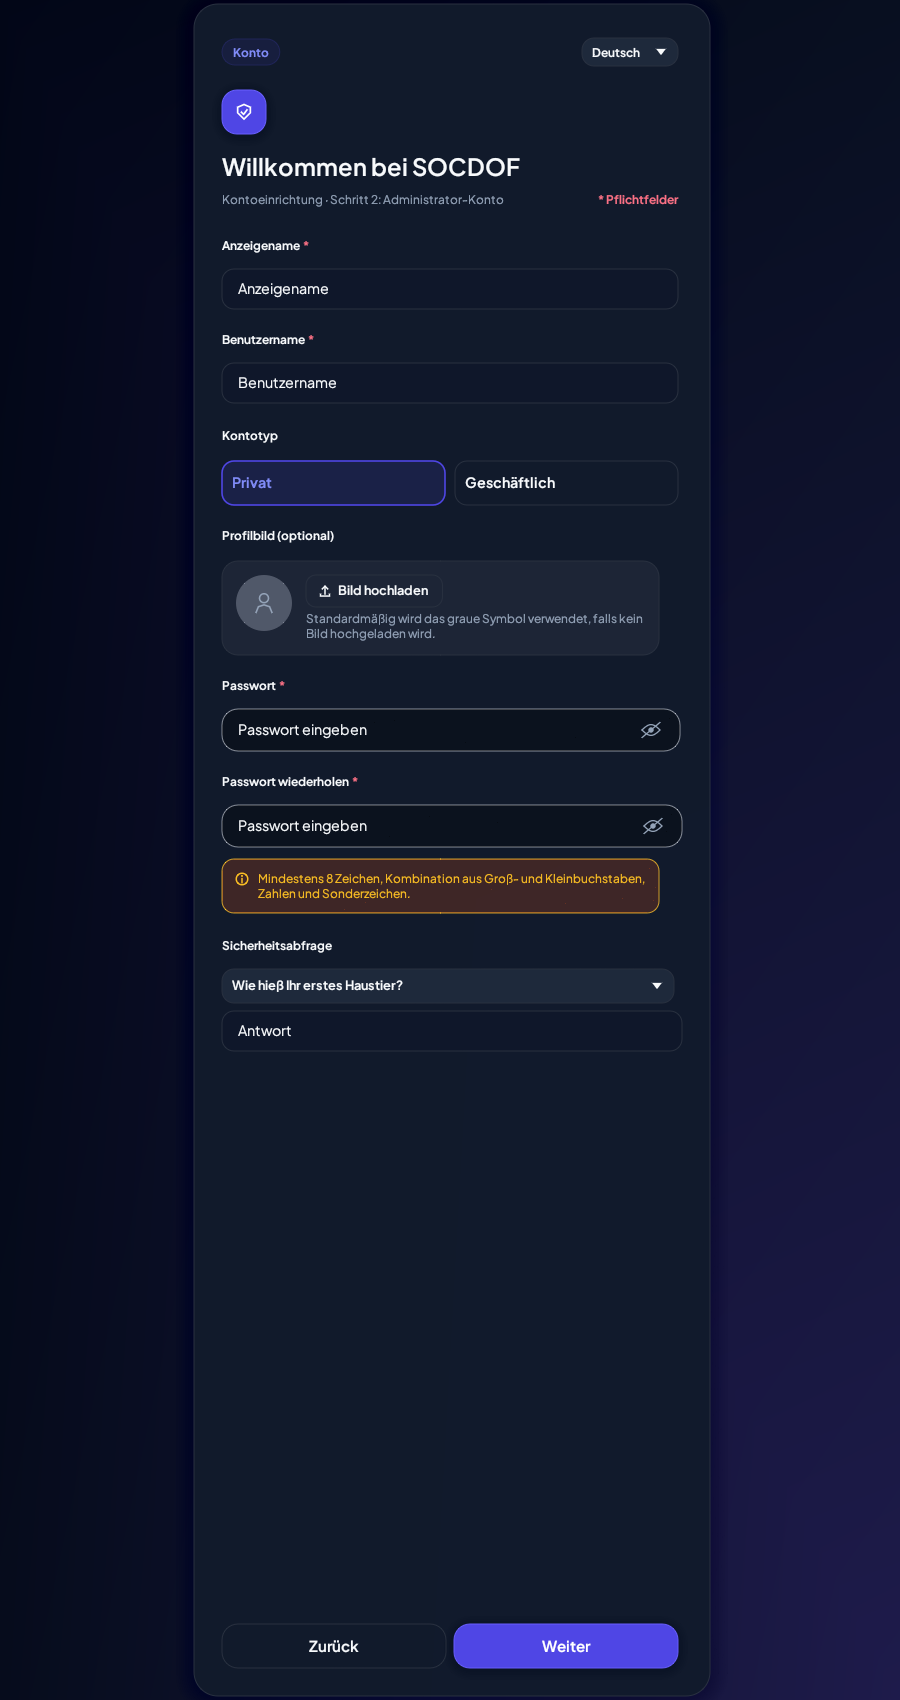 Konto
Deutsch
Willkommen bei SOCDOF
Kontoeinrichtung · Schritt 2: Administrator-Konto
* Pflichtfelder
Anzeigename *
Anzeigename
Benutzername *
Benutzername
Kontotyp
Privat
Geschäftlich
Profilbild (optional)
Bild hochladen
Standardmäßig wird das graue Symbol verwendet, falls kein
Bild hochgeladen wird.
Passwort *
Passwort eingeben
Passwort wiederholen *
Passwort eingeben
Mindestens 8 Zeichen, Kombination aus Groß- und Kleinbuchstaben,
Zahlen und Sonderzeichen.
Sicherheitsabfrage
Wie hieß Ihr erstes Haustier?
Antwort
Zurück
Weiter